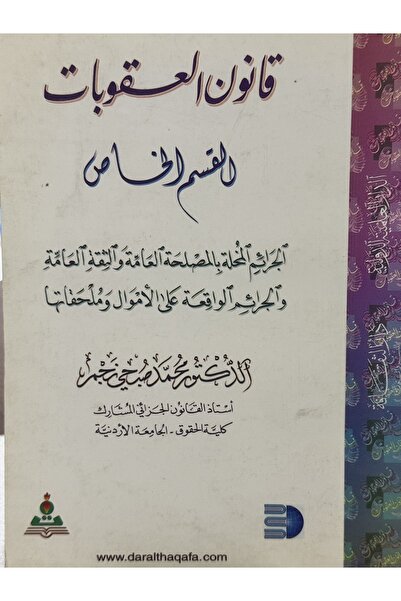 قانون العقوبات
القسم الخاص
الجرائم المخلة بالمصلحة العامة والثقة العامة
والجرائم الواقعة على الأموال وملحقاتها
الدكتور محمد صبحي نجم
أستاذ القانون الجزائي المشارك
كلية الحقوق - الجامعة الأردنية
www.daralthaqafa.com